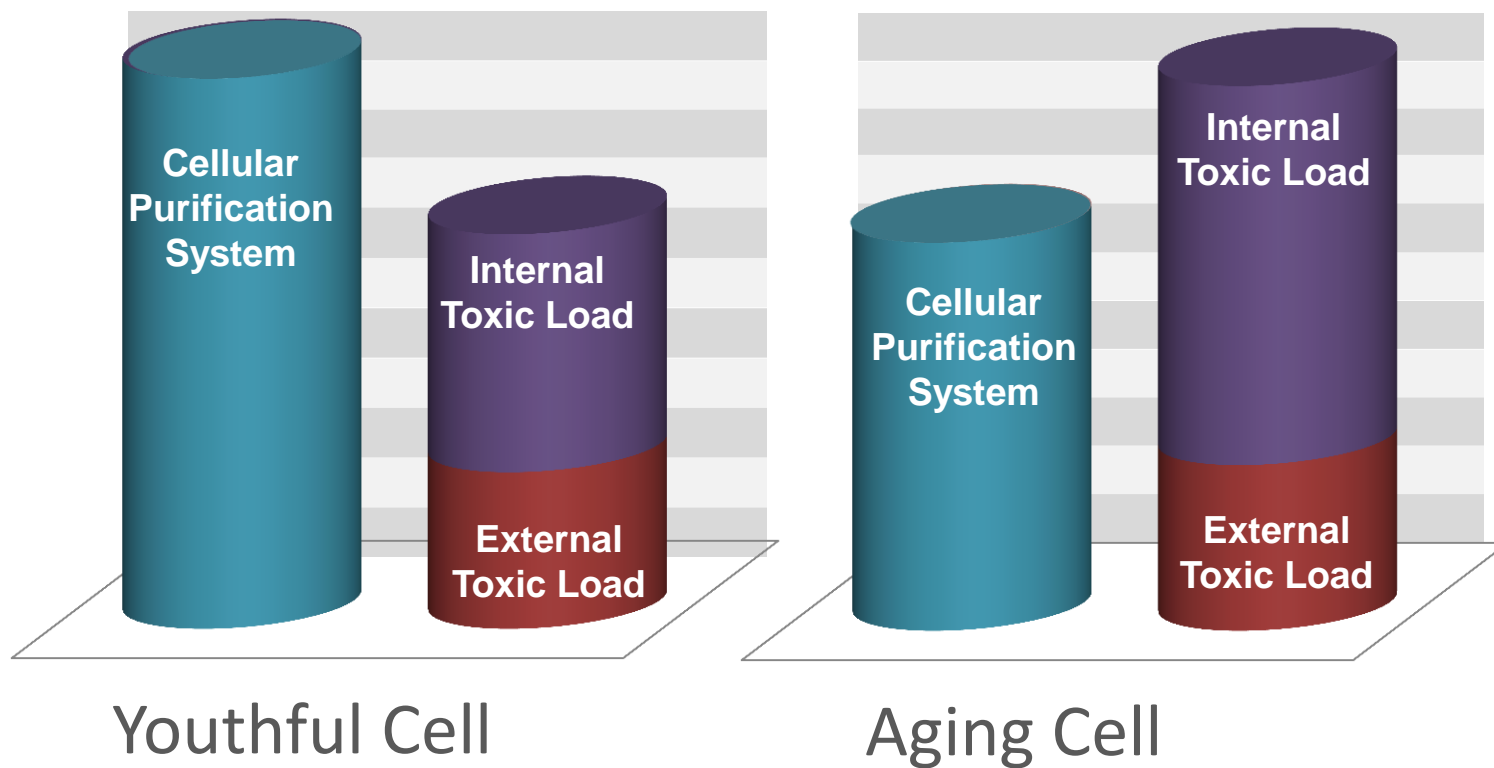 Cellular
Purification
System
Internal
Toxic Load
External
Toxic Load
Youthful Cell
Cellular
Purification
System
Internal
Toxic Load
External
Toxic Load
Aging Cell